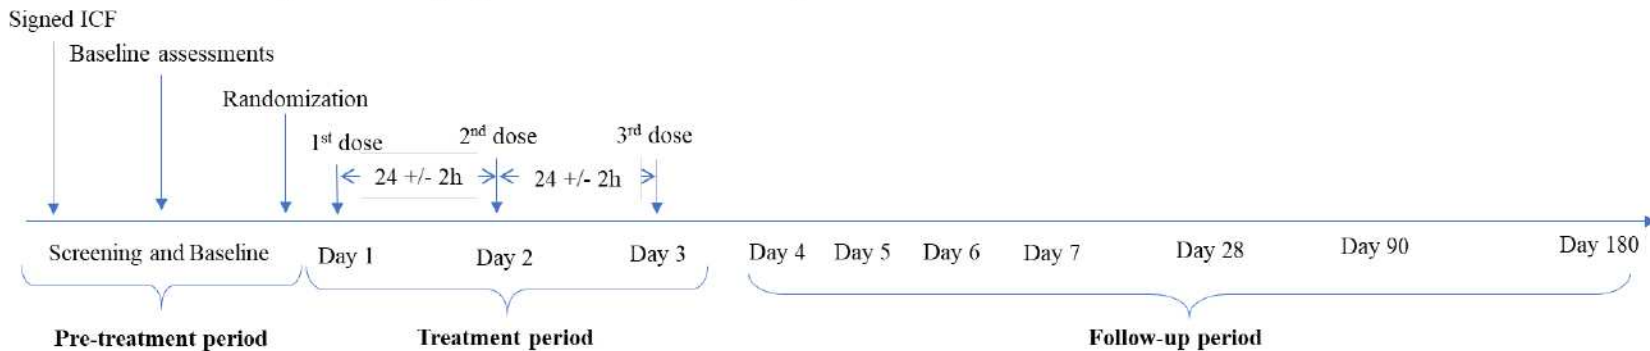 Signed ICF
Baseline assessments
Randomization
1st dose
2nd dose
3rd dose
24 +/- 2h
24 +/- 2h
Screening and Baseline
Day 1
Day 2
Day 3
Day 4
Day 5
Day 6
Day 7
Day 28
Day 90
Day 180
Pre-treatment period
Treatment period
Follow-up period